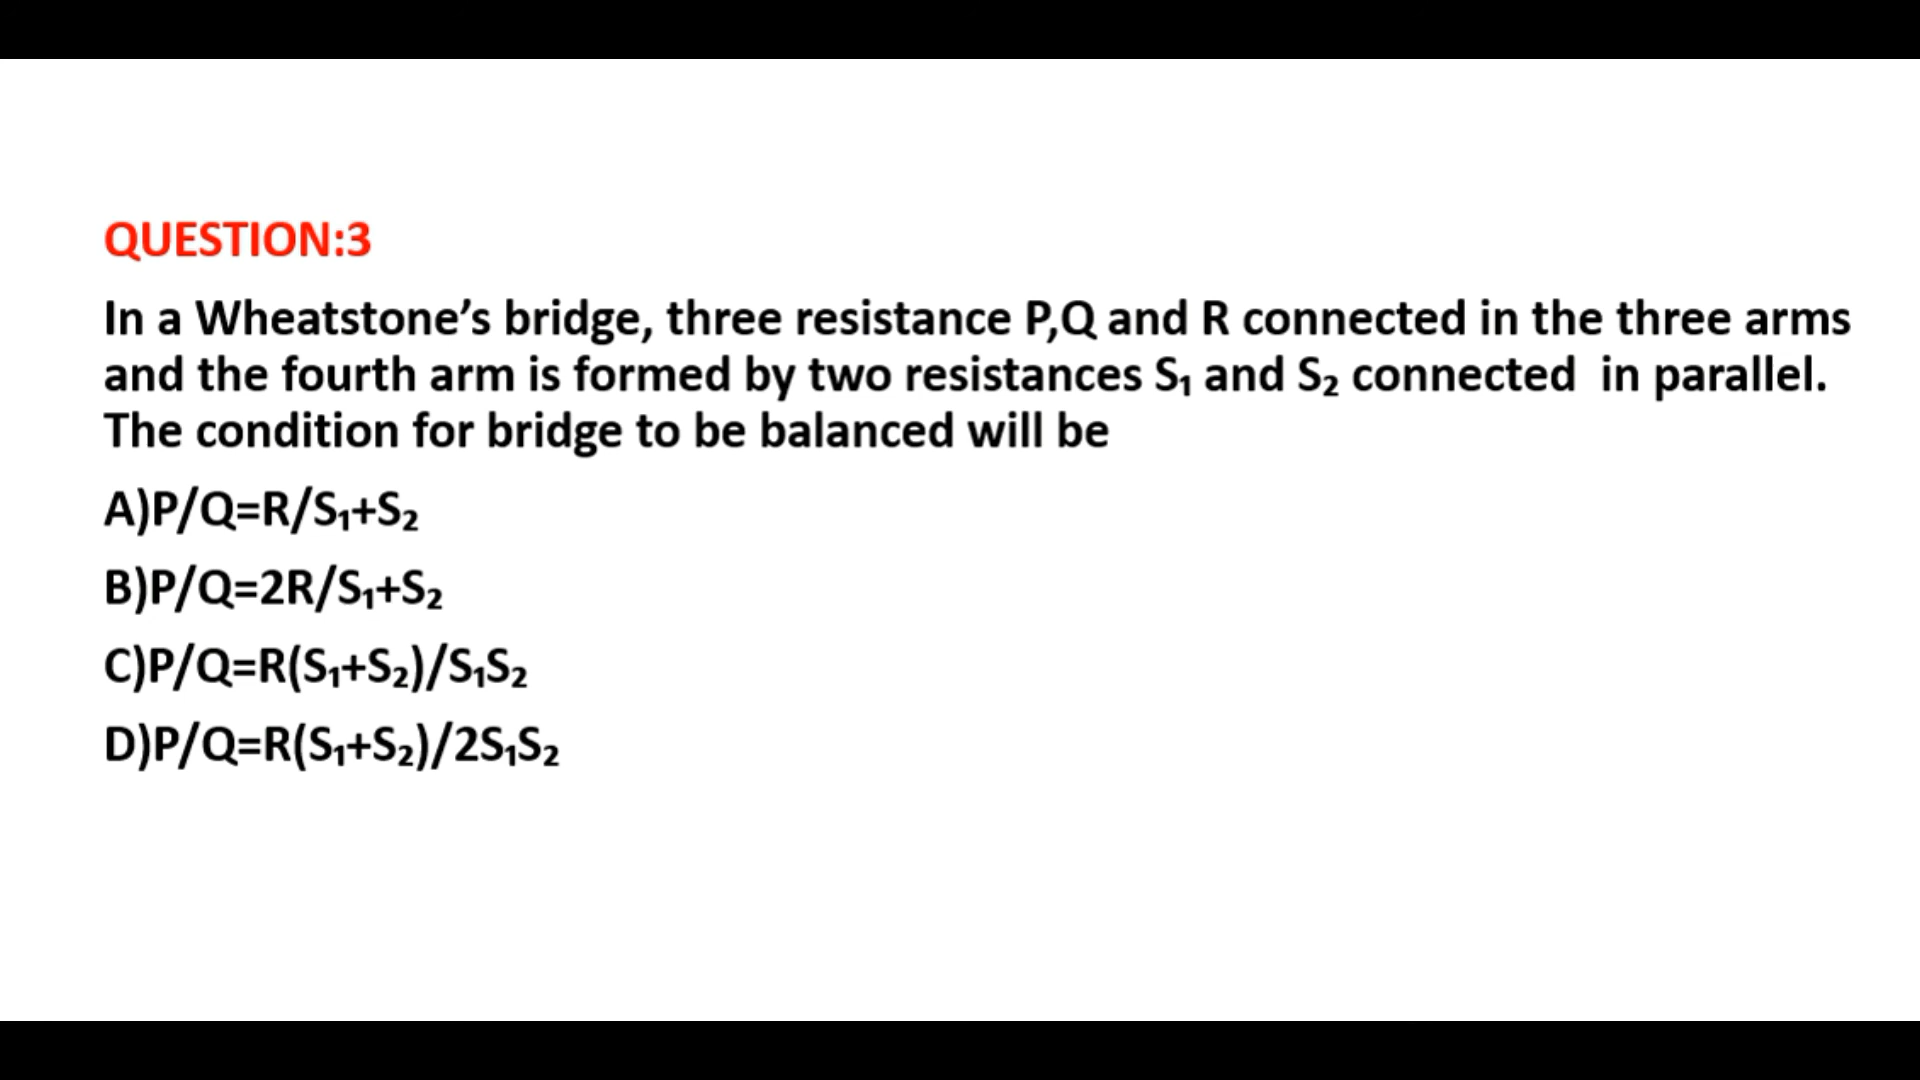 QUESTION:3
In a Wheatstone’s bridge, three resistance P,Q and R connected in the three arms
and the fourth arm is formed by two resistances S₁ and S₂ connected  in parallel.
The condition for bridge to be balanced will be
A)P/Q=R/S₁+S₂
B)P/Q=2R/S₁+S₂
C)P/Q=R(S₁+S₂)/S₁S₂
D)P/Q=R(S₁+S₂)/2S₁S₂